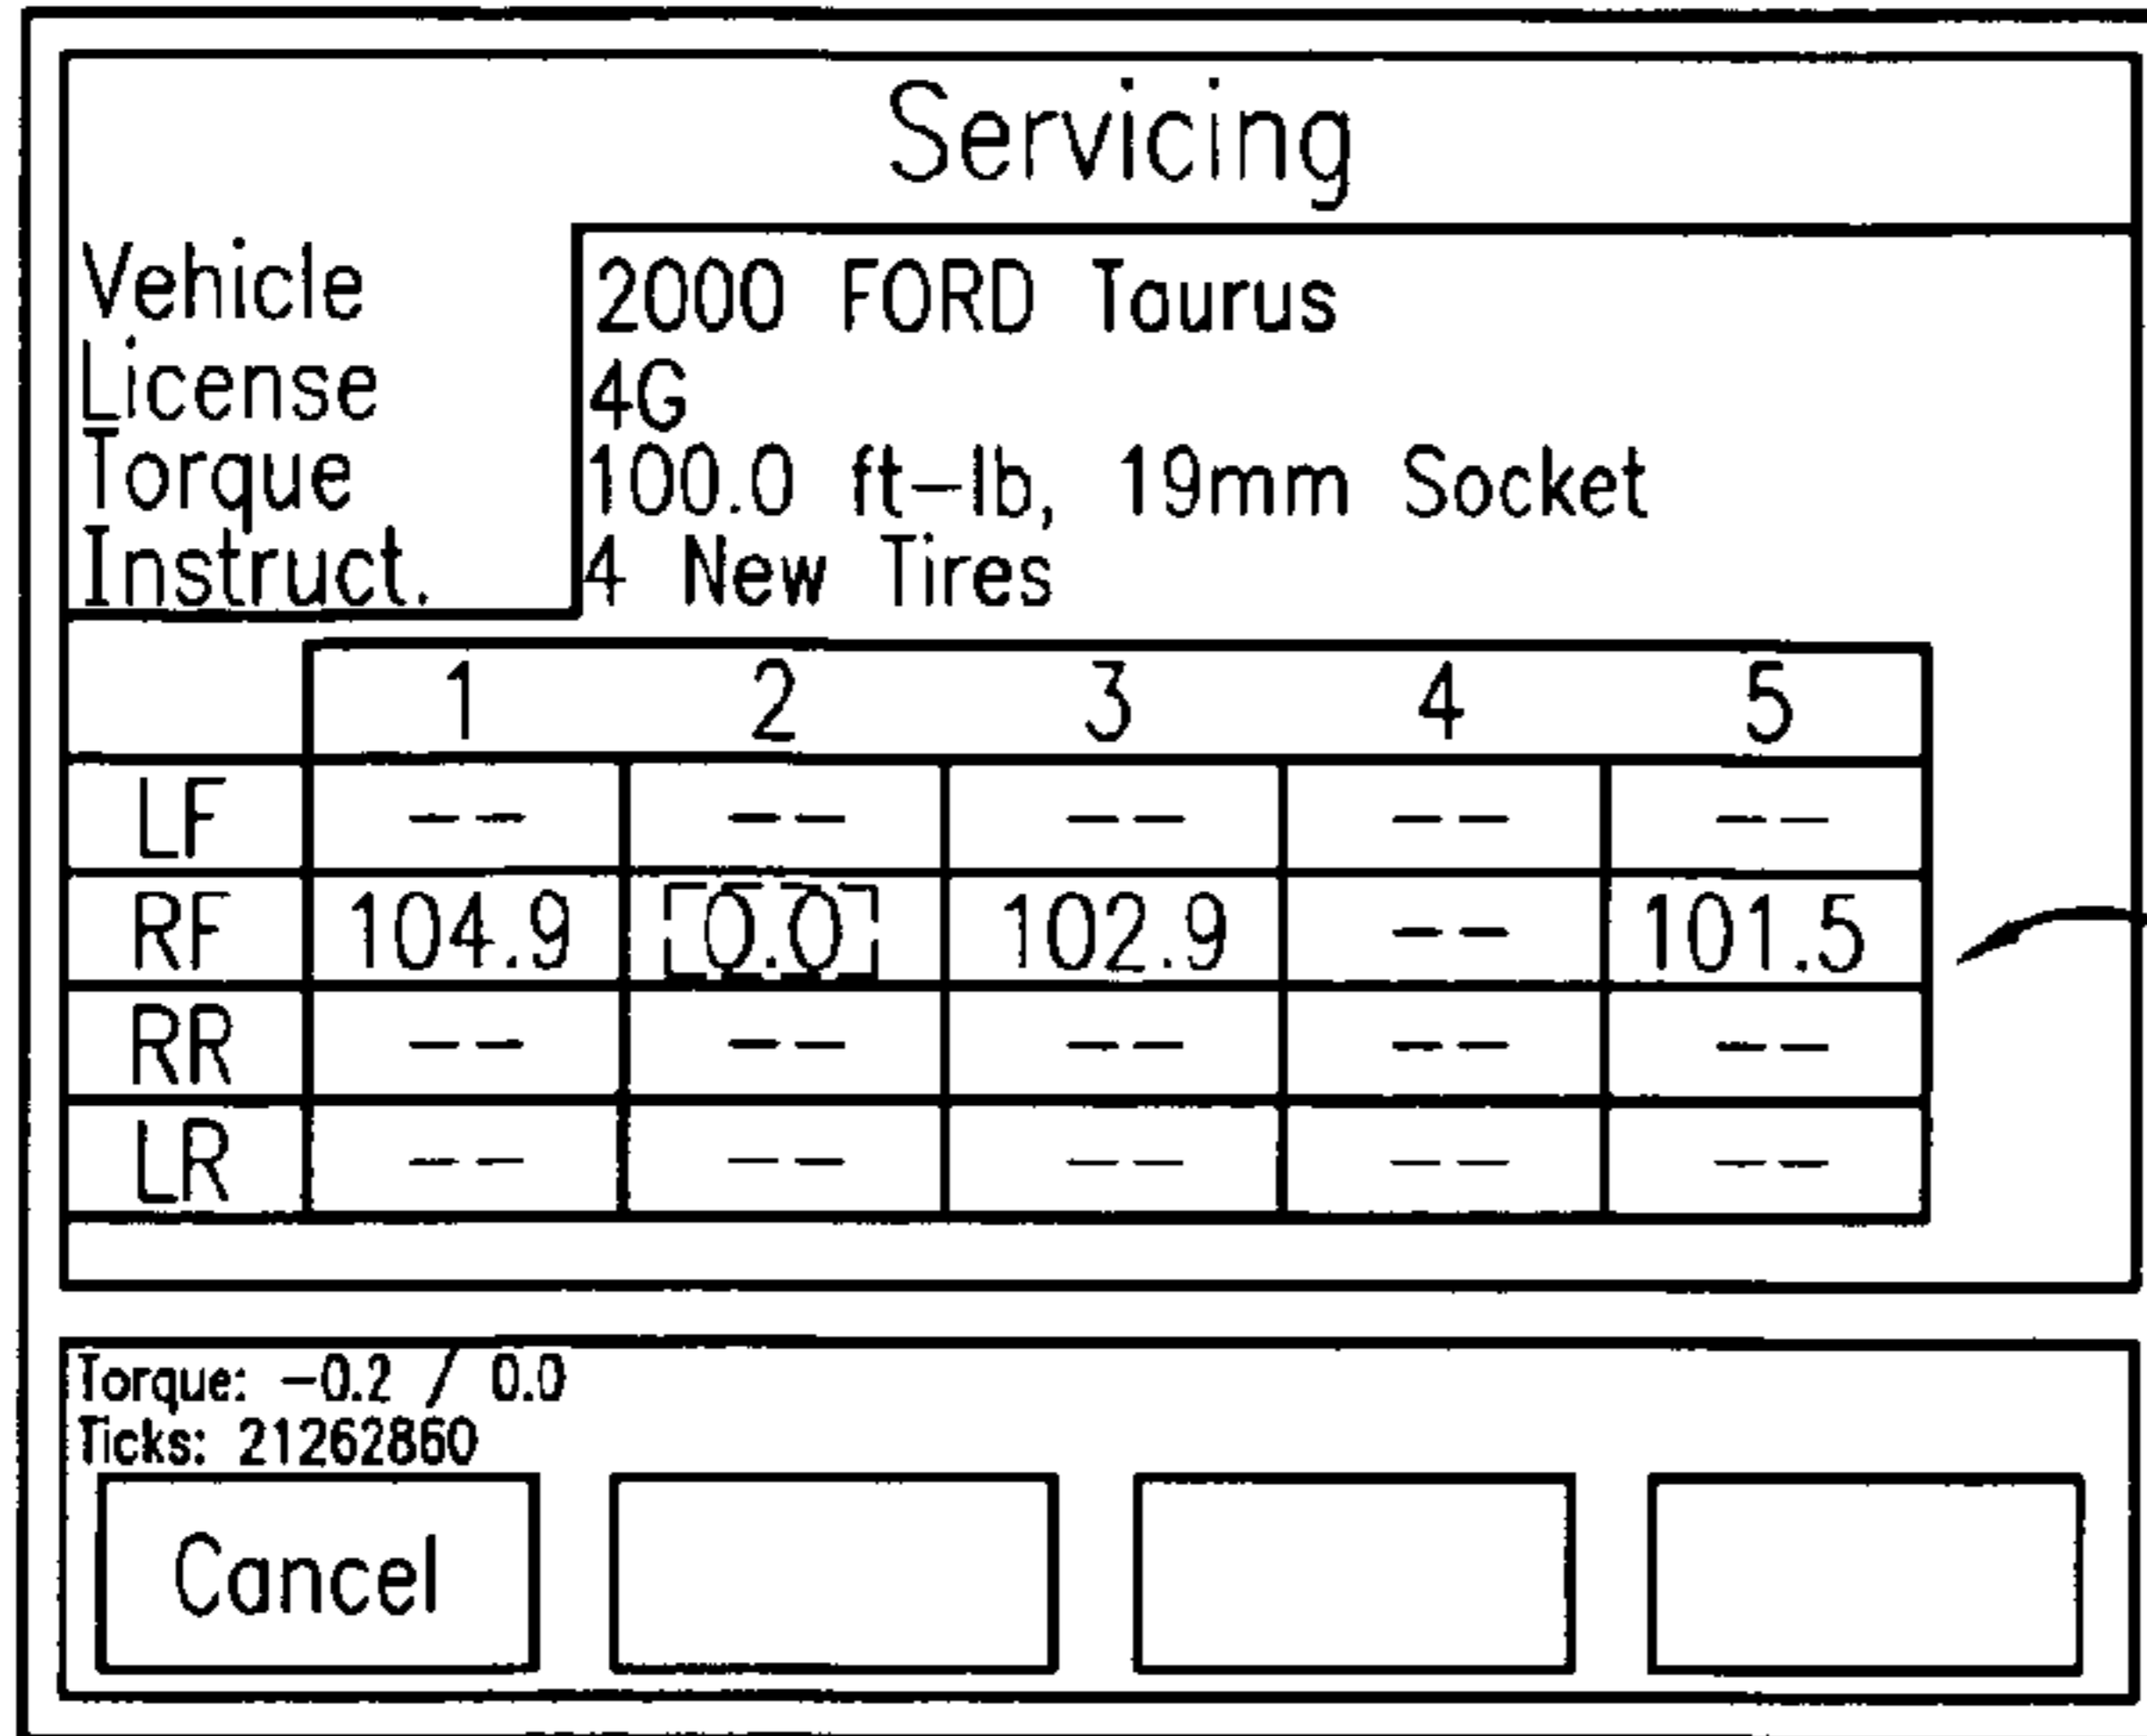 Servicing
Vehicle 2000 FORD Taurus
License 4G
Torque 100.0 ft-lb, 19mm Socket
Instruct. 4 New Tires
1 2 3 4 5
LF -- -- -- -- --
RF 104.9 0.0 102.9 -- 101.5
RR -- -- -- -- --
LR -- -- -- -- --
Torque: -0.2 / 0.0
Ticks: 21262860
Cancel